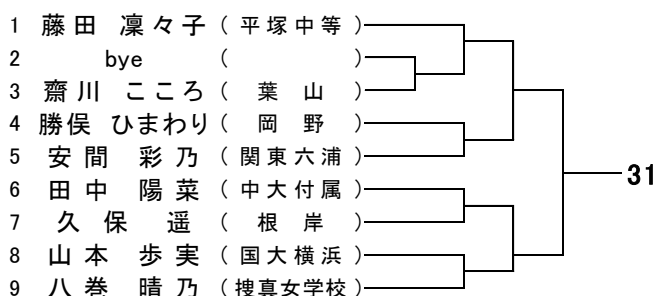 1 藤田 凜々子 ( 平塚中等 )
2 bye ( )
3 齋川 こころ ( 葉山 )
4 勝俣 ひまわり ( 岡野 )
5 安間 彩乃 ( 関東六浦 )
6 田中 陽菜 ( 中大付属 )
7 久保 遥 ( 根岸 )
31
8 山本 歩実 ( 国大横浜 )
9 八巻 晴乃 ( 捜真女学校 )